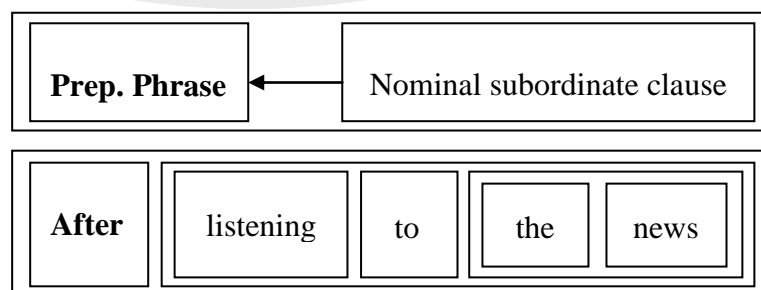 Prep. Phrase Nominal subordinate clause
After listening to the news